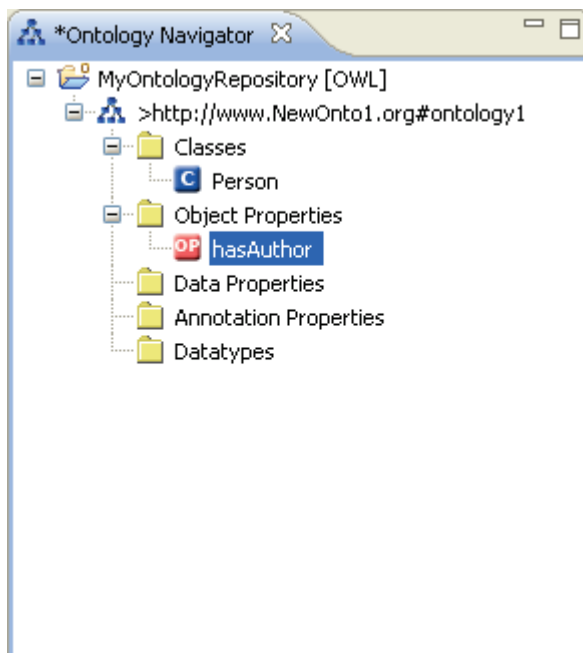 *Ontology Navigator
MyOntologyRepository [OWL]
>http://www.NewOnto1.org#ontology1
Classes
C Person
Object Properties
OP hasAuthor
Data Properties
Annotation Properties
Datatypes